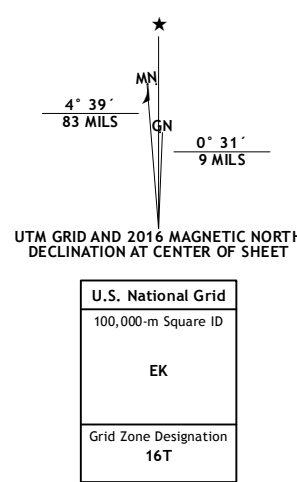 ★
MN
4° 39´
83 MILS
GN
0° 31´
9 MILS
UTM GRID AND 2016 MAGNETIC NORTH
DECLINATION AT CENTER OF SHEET
U.S. National Grid
100,000-m Square ID
EK
Grid Zone Designation
16T